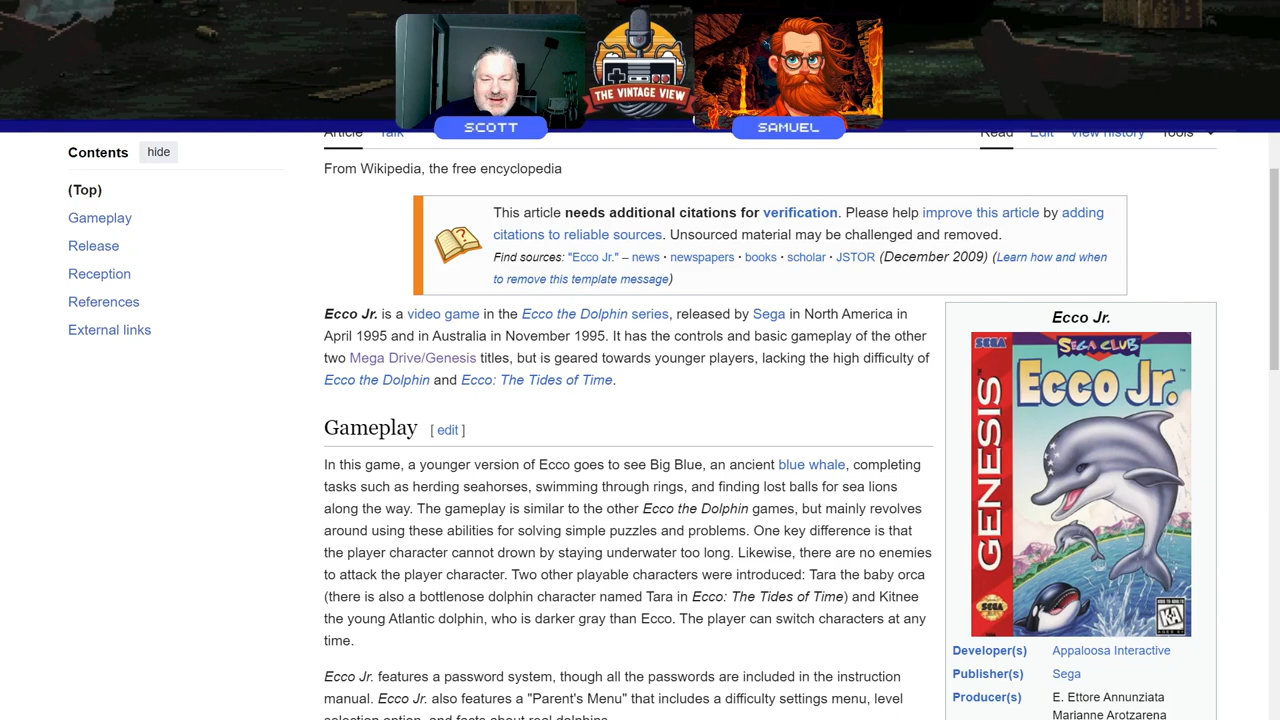 THE VINTAGE VIEW
SCOTT
SAMUEL
Article Talk Read Edit View history Tools
Contents hide
(Top)
Gameplay
Release
Reception
References
External links
From Wikipedia, the free encyclopedia
This article needs additional citations for verification. Please help improve this article by adding
citations to reliable sources. Unsourced material may be challenged and removed.
Find sources: "Ecco Jr." – news · newspapers · books · scholar · JSTOR (December 2009) (Learn how and when
to remove this template message)
Ecco Jr. is a video game in the Ecco the Dolphin series, released by Sega in North America in
April 1995 and in Australia in November 1995. It has the controls and basic gameplay of the other
two Mega Drive/Genesis titles, but is geared towards younger players, lacking the high difficulty of
Ecco the Dolphin and Ecco: The Tides of Time.
Gameplay [ edit ]
In this game, a younger version of Ecco goes to see Big Blue, an ancient blue whale, completing
tasks such as herding seahorses, swimming through rings, and finding lost balls for sea lions
along the way. The gameplay is similar to the other Ecco the Dolphin games, but mainly revolves
around using these abilities for solving simple puzzles and problems. One key difference is that
the player character cannot drown by staying underwater too long. Likewise, there are no enemies
to attack the player character. Two other playable characters were introduced: Tara the baby orca
(there is also a bottlenose dolphin character named Tara in Ecco: The Tides of Time) and Kitnee
the young Atlantic dolphin, who is darker gray than Ecco. The player can switch characters at any
time.
Ecco Jr. features a password system, though all the passwords are included in the instruction
manual. Ecco Jr. also features a "Parent's Menu" that includes a difficulty settings menu, level
selection option, and facts about real dolphins.
Ecco Jr.
SEGA
SEGA CLUB
Ecco Jr.™
GENESIS
SEGA
K-A
Developer(s) Appaloosa Interactive
Publisher(s) Sega
Producer(s) E. Ettore Annunziata
Marianne Arotzarena